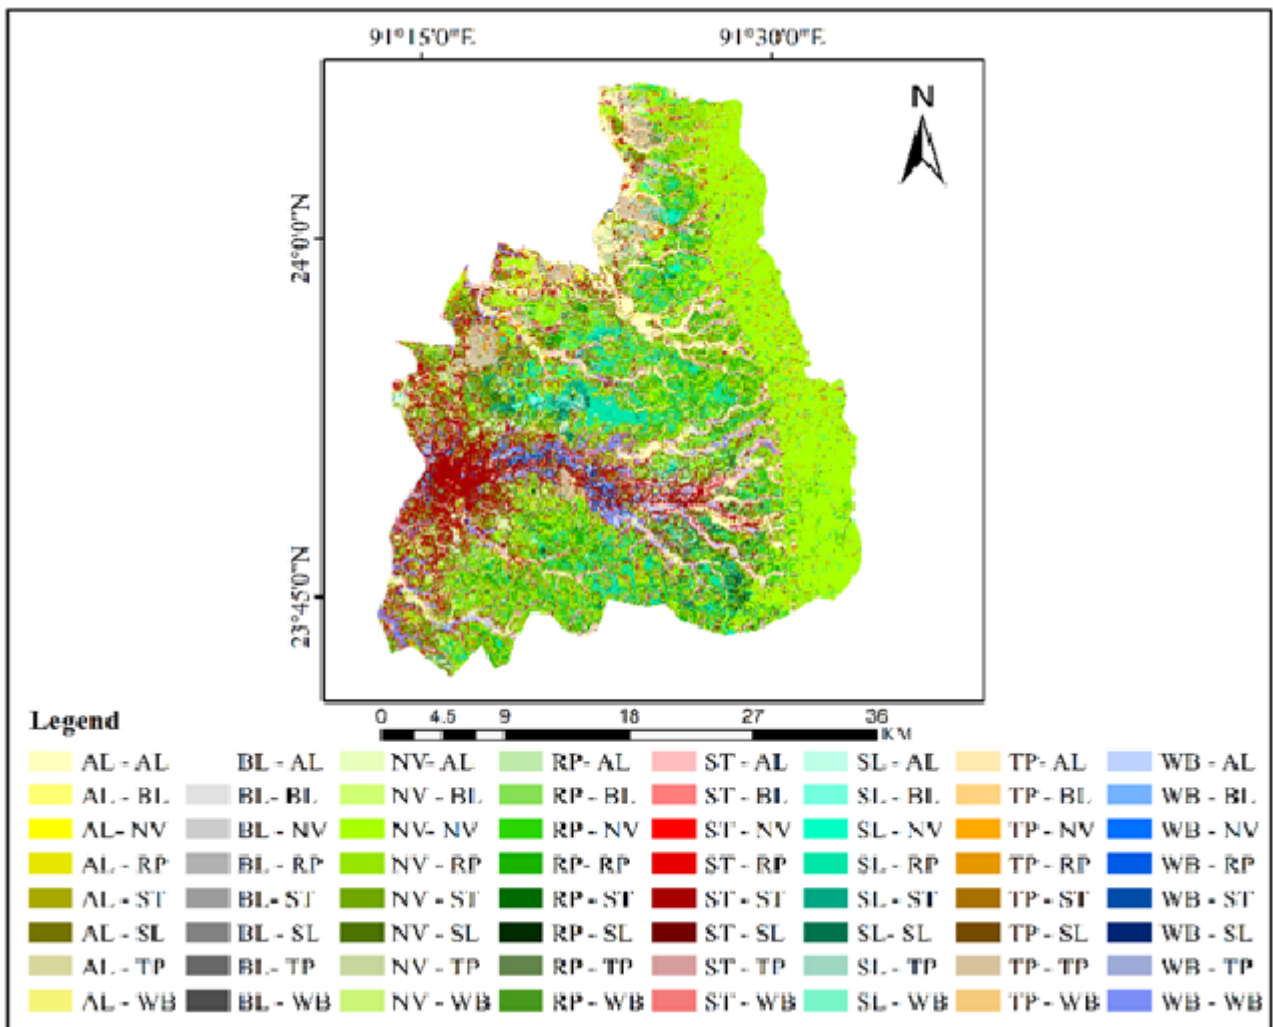 91°15'0"E 91°30'0"E
N
24°0'0"N
23°45'0"N
Legend
0 4.5 9 18 27 36
KM
AL - AL BL - AL NV- AL RP- AL ST - AL SL - AL TP- AL WB - AL
AL - BL BL - BL NV - BL RP - BL ST - BL SL - BL TP - BL WB - BL
AL- NV BL - NV NV- NV RP - NV ST - NV SL - NV TP - NV WB - NV
AL - RP BL - RP NV - RP RP- RP ST - RP SL - RP TP - RP WB - RP
AL - ST BL- ST NV - ST RP - ST ST - ST SL - ST TP - ST WB - ST
AL - SL BL - SL NV - SL RP - SL ST - SL SL- SL TP - SL WB - SL
AL - TP BL- TP NV - TP RP - TP ST - TP SL - TP TP - TP WB - TP
AL - WB BL - WB NV - WB RP - WB ST - WB SL - WB TP - WB WB - WB